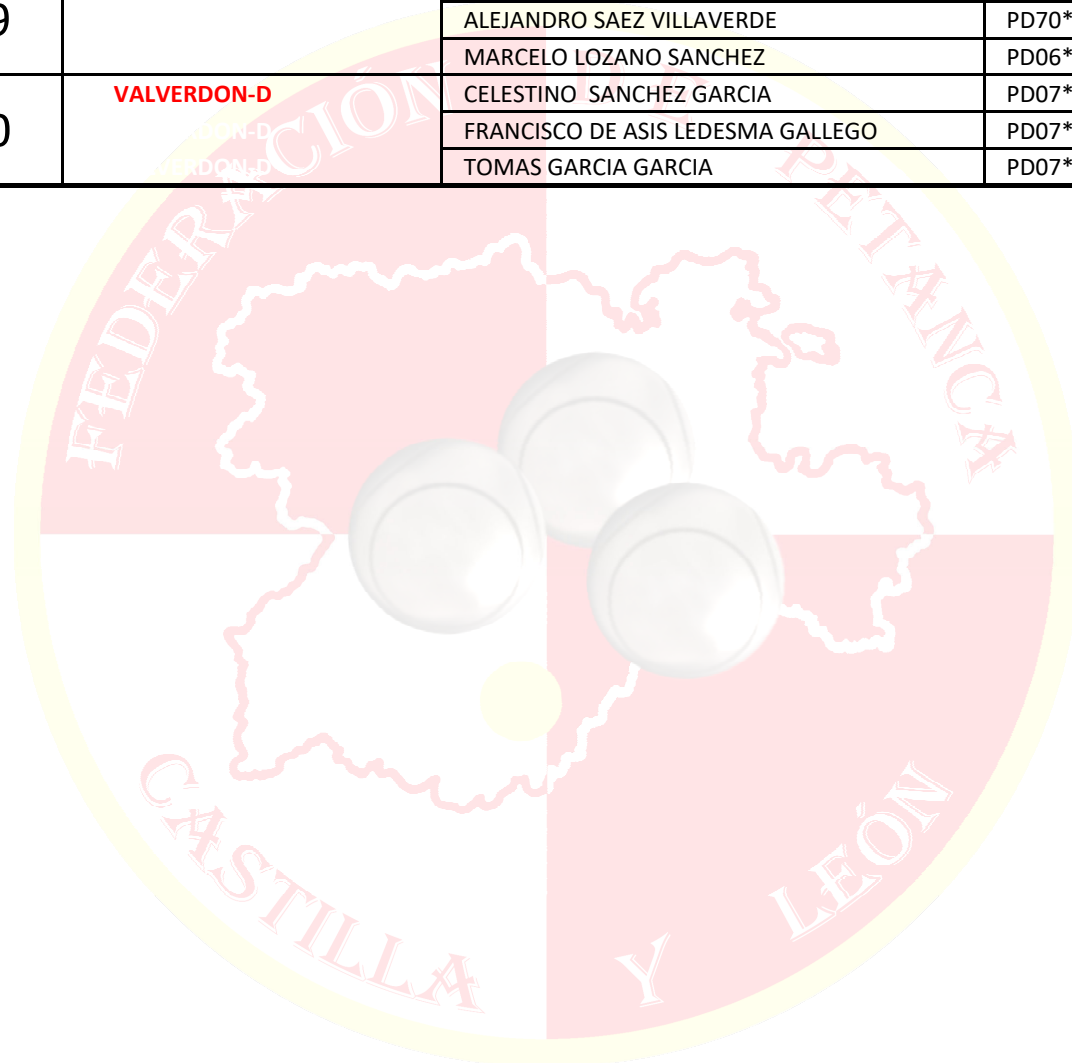 9 ALEJANDRO SAEZ VILLAVERDE PD70*
MARCELO LOZANO SANCHEZ PD06*
VALVERDON-D CELESTINO SANCHEZ GARCIA PD07*
0 FRANCISCO DE ASIS LEDESMA GALLEGO PD07*
TOMAS GARCIA GARCIA PD07*
FEDERACIÓN DE PETANCA
CASTILLA Y LEÓN